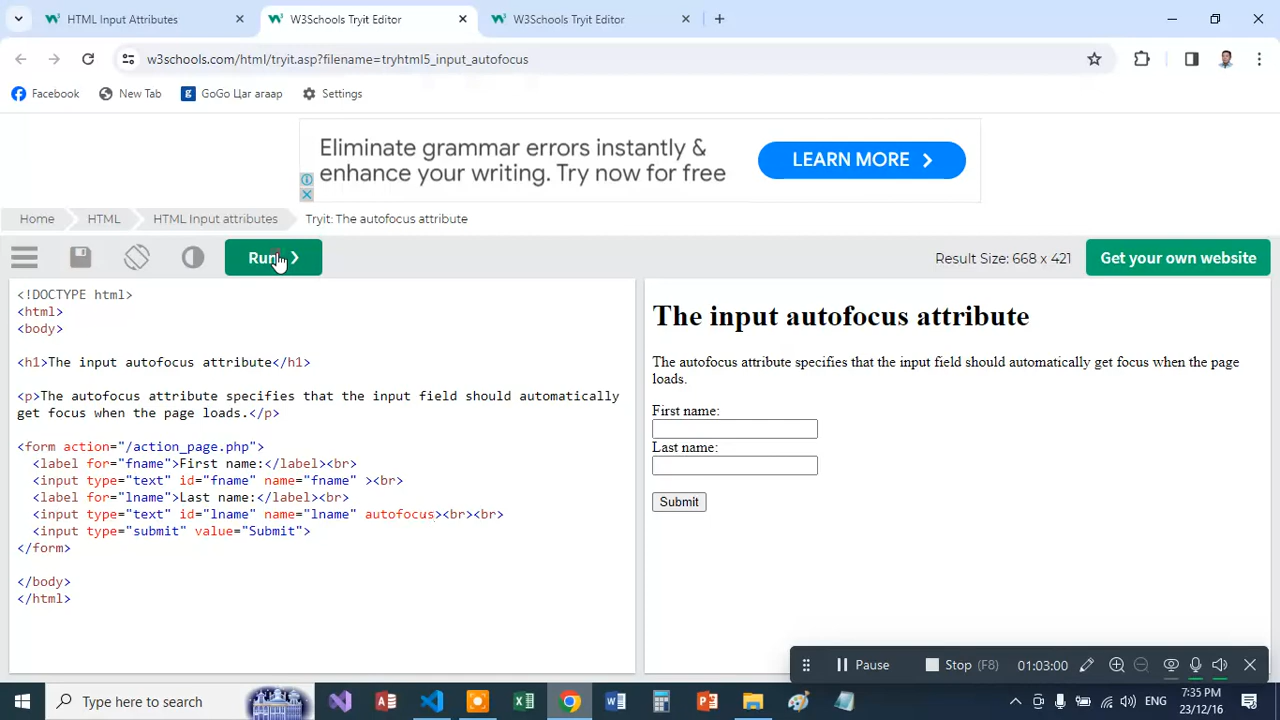 HTML Input Attributes
W3Schools Tryit Editor
W3Schools Tryit Editor
w3schools.com/html/tryit.asp?filename=tryhtml5_input_autofocus
Facebook
New Tab
GoGo Цаг агаар
Settings
Eliminate grammar errors instantly &
enhance your writing. Try now for free
LEARN MORE
Home
HTML
HTML Input attributes
Tryit: The autofocus attribute
Run
Result Size: 668 x 421
Get your own website
<!DOCTYPE html>
<html>
<body>
<h1>The input autofocus attribute</h1>
<p>The autofocus attribute specifies that the input field should automatically
get focus when the page loads.</p>
<form action="/action_page.php">
<label for="fname">First name:</label><br>
<input type="text" id="fname" name="fname" ><br>
<label for="lname">Last name:</label><br>
<input type="text" id="lname" name="lname" autofocus><br><br>
<input type="submit" value="Submit">
</form>
</body>
</html>
The input autofocus attribute
The autofocus attribute specifies that the input field should automatically get focus when the page
loads.
First name:
Last name:
Submit
Pause
Stop (F8)
01:03:00
Type here to search
ENG
7:35 PM
23/12/16